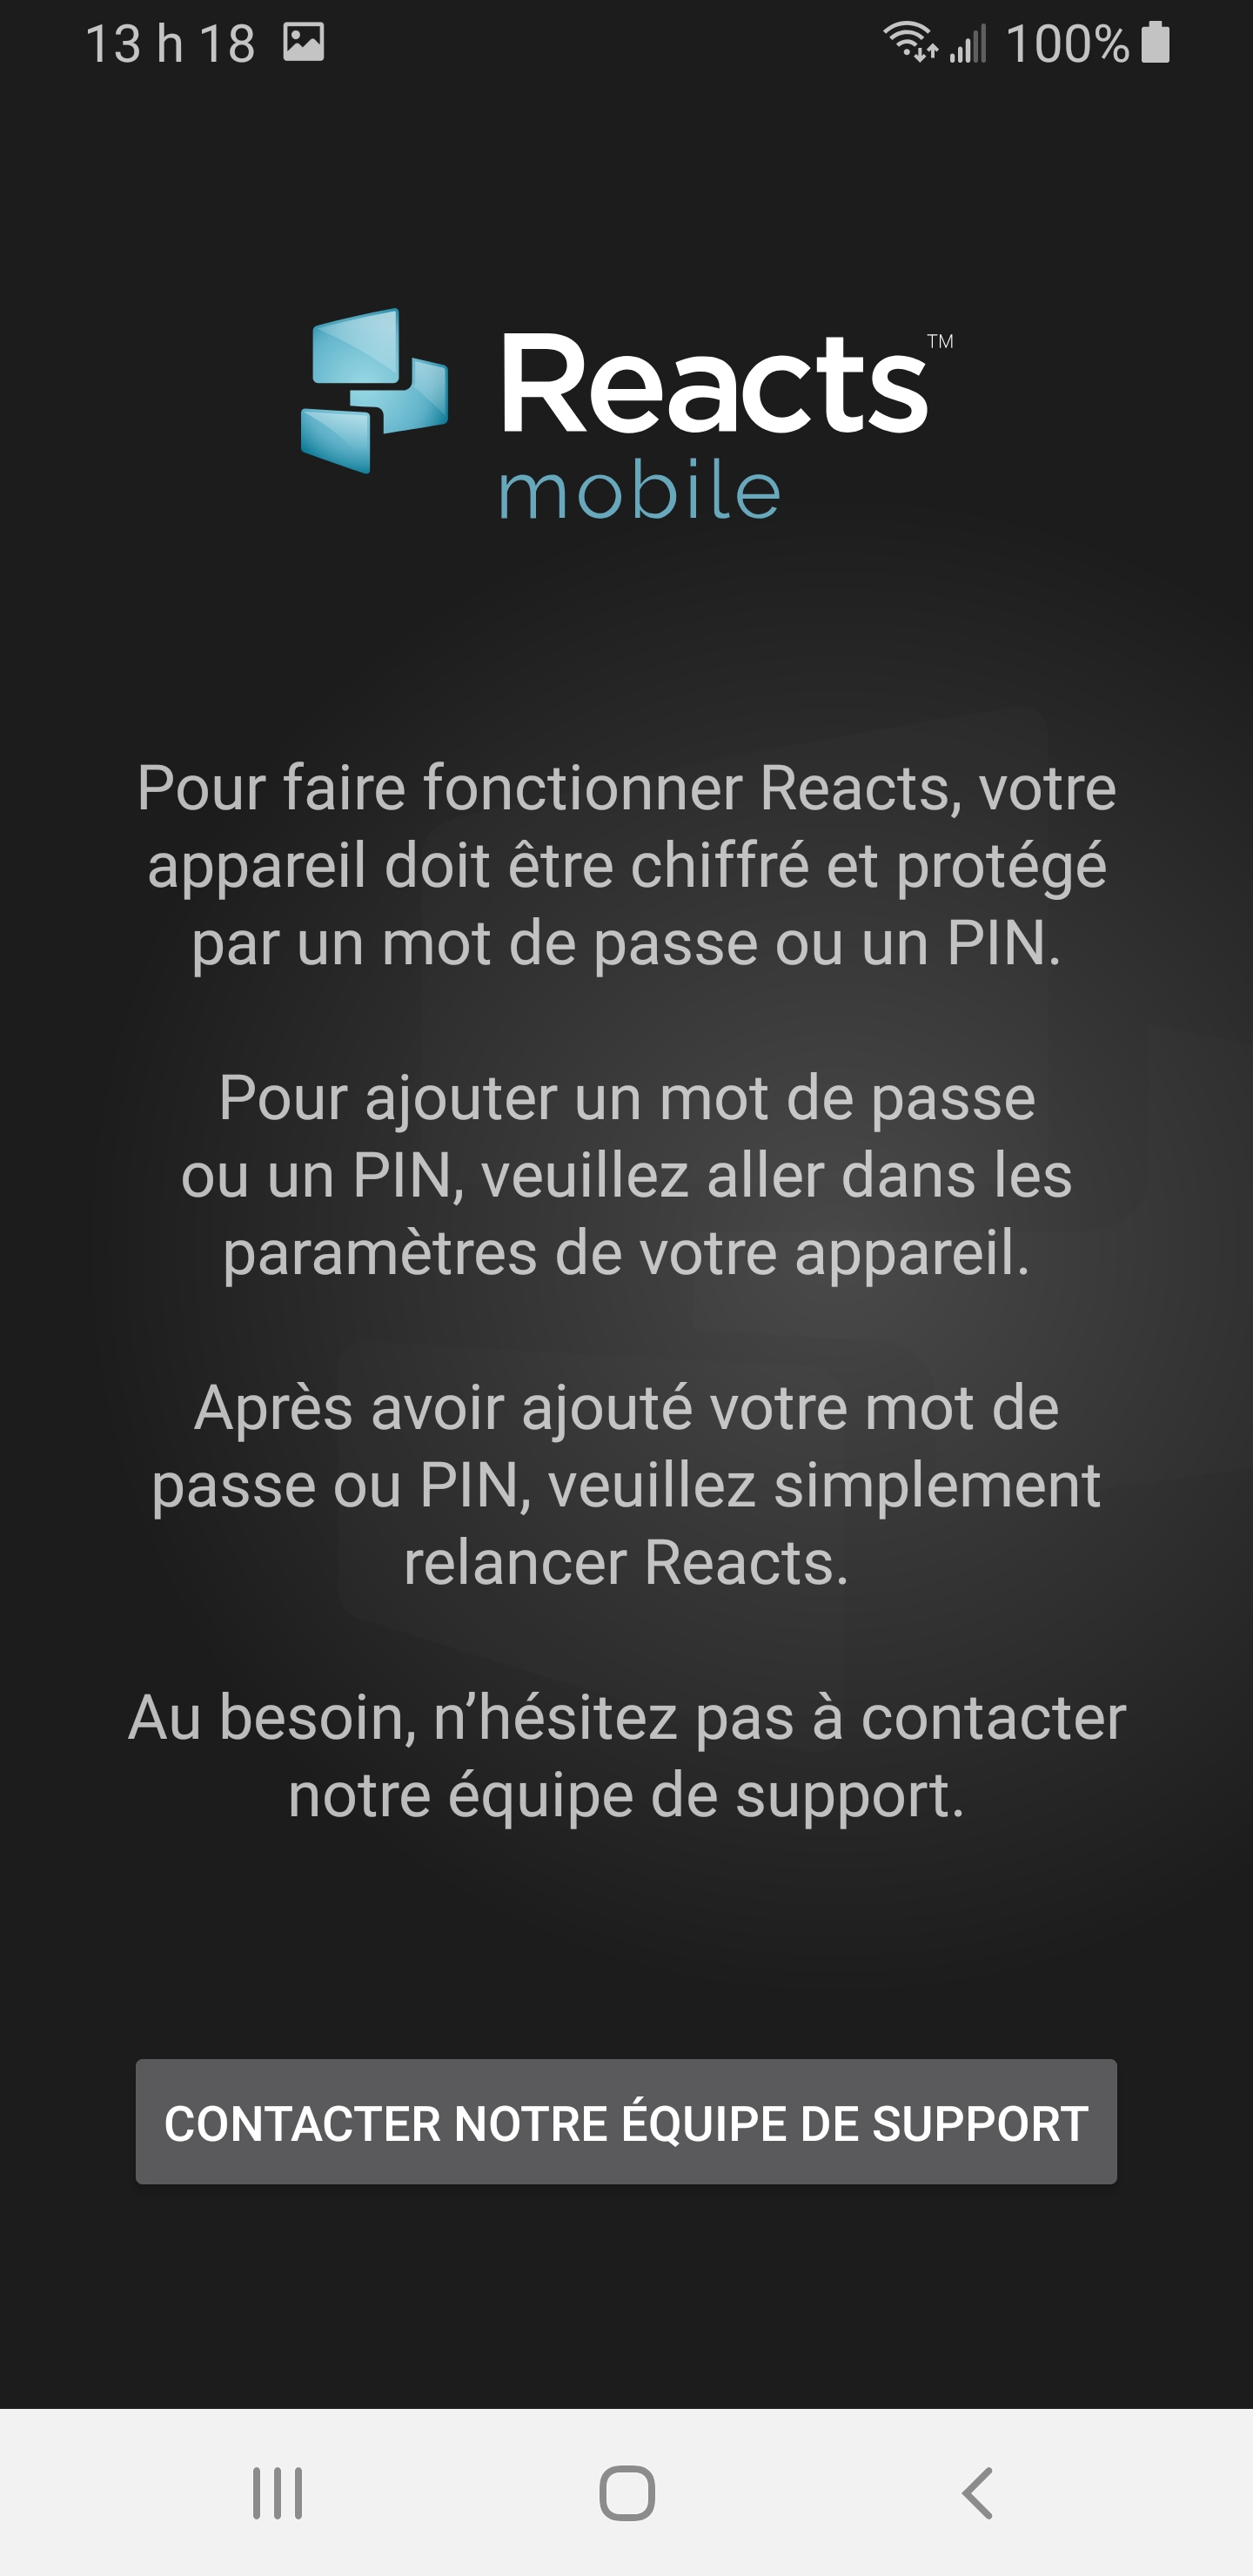 13 h 18 100%
Reacts™
mobile
Pour faire fonctionner Reacts, votre
appareil doit être chiffré et protégé
par un mot de passe ou un PIN.
Pour ajouter un mot de passe
ou un PIN, veuillez aller dans les
paramètres de votre appareil.
Après avoir ajouté votre mot de
passe ou PIN, veuillez simplement
relancer Reacts.
Au besoin, n’hésitez pas à contacter
notre équipe de support.
CONTACTER NOTRE ÉQUIPE DE SUPPORT